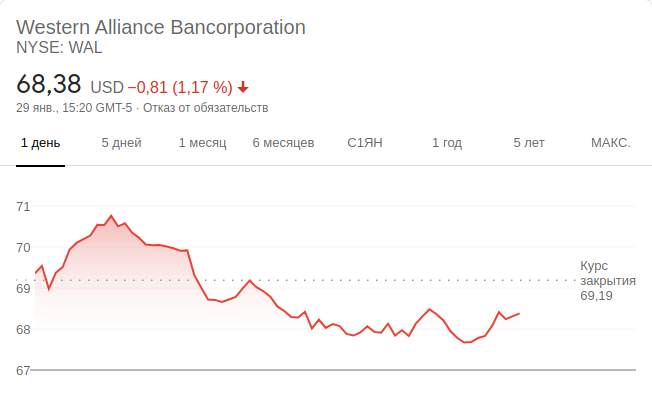 Western Alliance Bancorporation
NYSE: WAL
68,38 USD −0,81 (1,17 %)
29 янв., 15:20 GMT-5 · Отказ от обязательств
1 день 5 дней 1 месяц 6 месяцев С1ЯН 1 год 5 лет МАКС.
71
70
69
68
67
Курс
закрытия
69,19